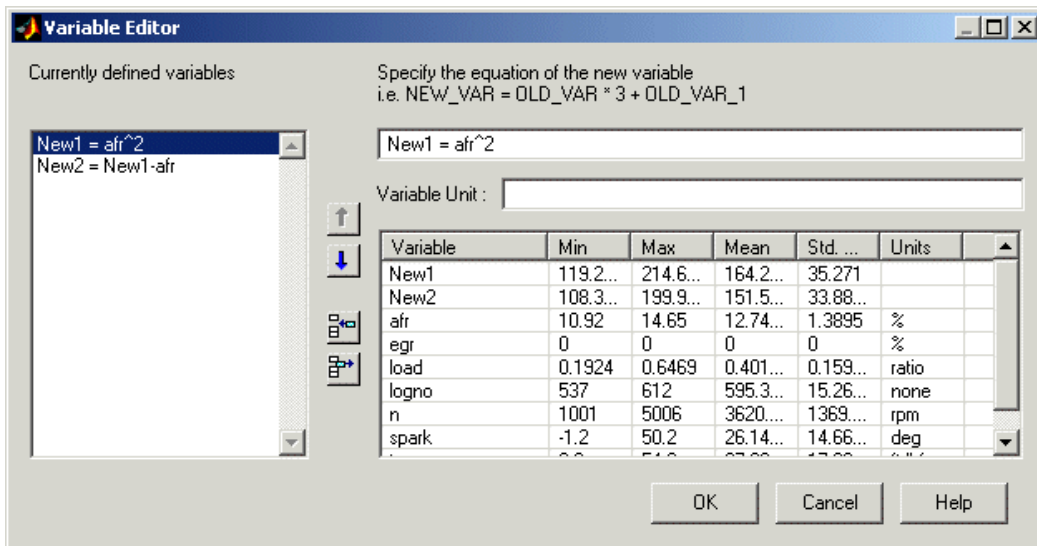 Variable Editor
Currently defined variables
Specify the equation of the new variable
i.e. NEW_VAR = OLD_VAR * 3 + OLD_VAR_1
New1 = afr^2
New2 = New1-afr
New1 = afr^2
Variable Unit :
Variable Min Max Mean Std. ... Units
New1 119.2... 214.6... 164.2... 35.271
New2 108.3... 199.9... 151.5... 33.88...
afr 10.92 14.65 12.74... 1.3895 %
egr 0 0 0 0 %
load 0.1924 0.6469 0.401... 0.159... ratio
logno 537 612 595.3... 15.26... none
n 1001 5006 3620.... 1369.... rpm
spark -1.2 50.2 26.14... 14.66... deg
OK Cancel Help